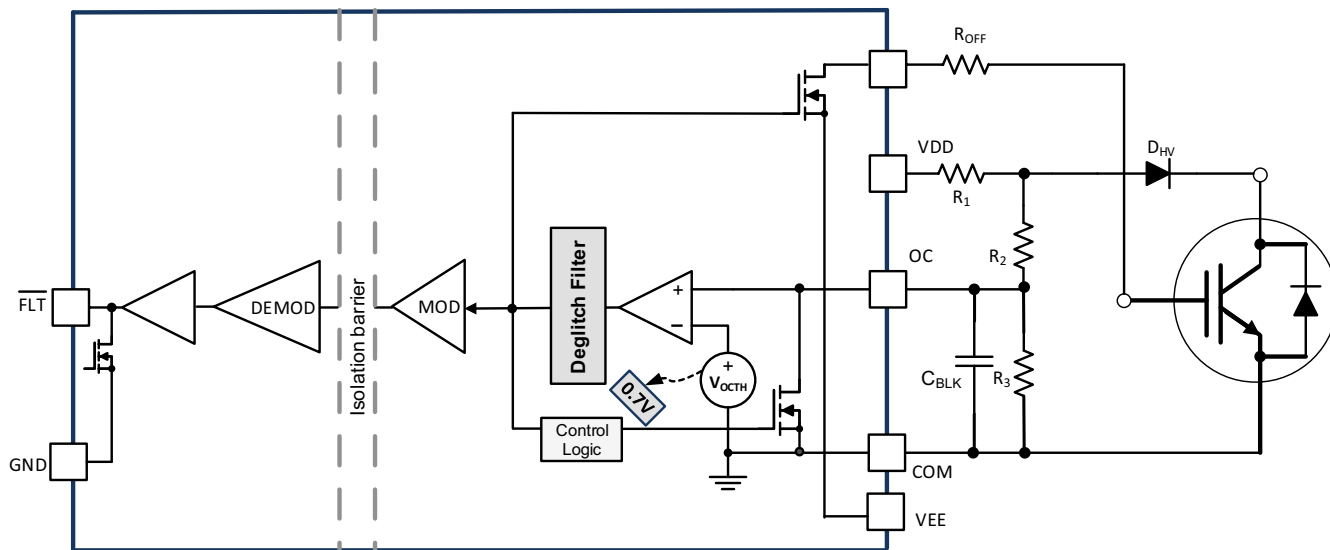 R_OFF
VDD
D_HV
R_1
OC
R_2
FLT
DEMOD
Isolation barrier
MOD
Deglitch Filter
+
−
+
V_OCTH
0.7V
C_BLK
R_3
Control
Logic
GND
COM
VEE